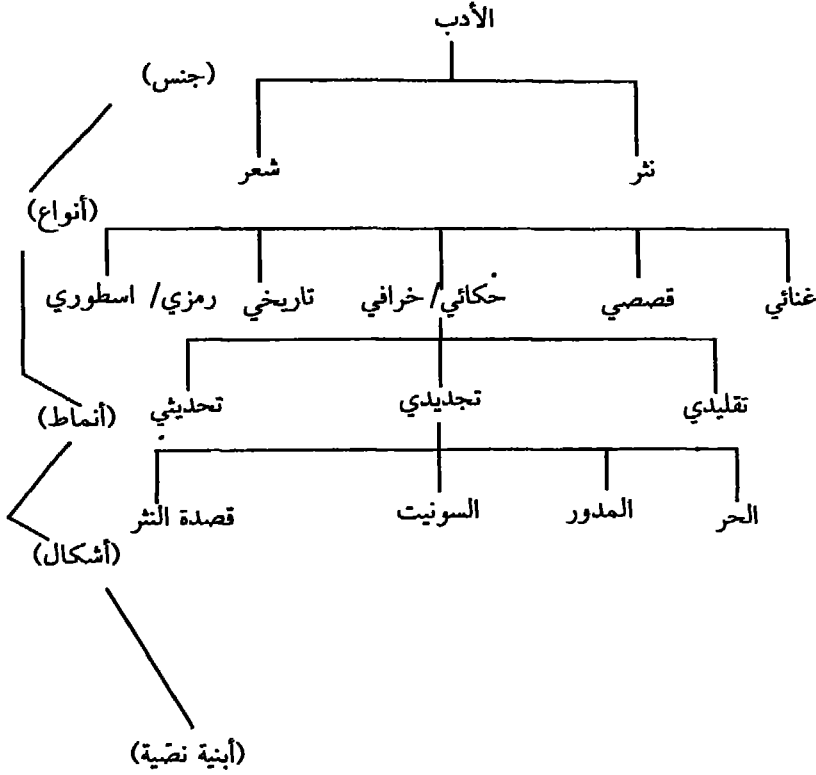 الأدب
(جنس)
نثر شعر
(أنواع)
غنائي قصصي حكائي/ خرافي تاريخي رمزي/ اسطوري
تقليدي تجديدي تحديثي (أنماط)
الحر المدور السونيت قصدة النثر
(أشكال)
(أبنية نصّية)